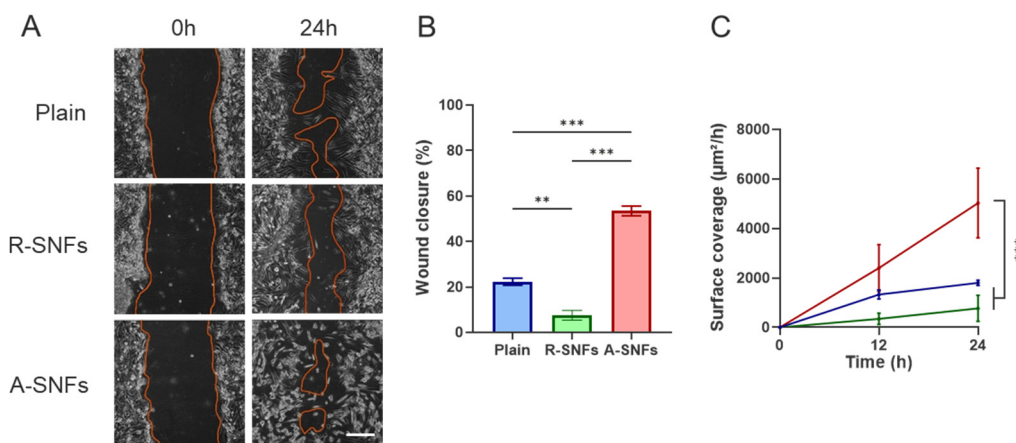 A
0h
24h
Plain
R-SNFs
A-SNFs
B
Wound closure (%)
100
80
60
40
20
0
***
***
**
Plain
R-SNFs
A-SNFs
C
Surface coverage (µm²/h)
8000
6000
4000
2000
0
***
0
12
24
Time (h)